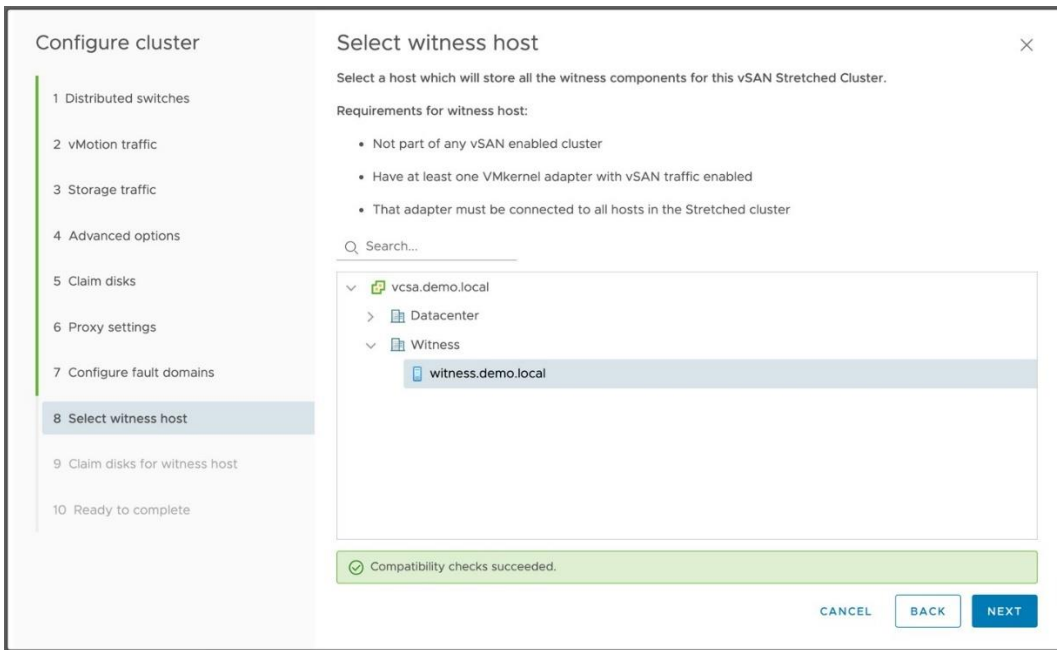 Configure cluster
1 Distributed switches
2 vMotion traffic
3 Storage traffic
4 Advanced options
5 Claim disks
6 Proxy settings
7 Configure fault domains
8 Select witness host
9 Claim disks for witness host
10 Ready to complete
Select witness host
Select a host which will store all the witness components for this vSAN Stretched Cluster.
Requirements for witness host:
• Not part of any vSAN enabled cluster
• Have at least one VMkernel adapter with vSAN traffic enabled
• That adapter must be connected to all hosts in the Stretched cluster
Search...
vcsa.demo.local
Datacenter
Witness
witness.demo.local
Compatibility checks succeeded.
CANCEL
BACK
NEXT